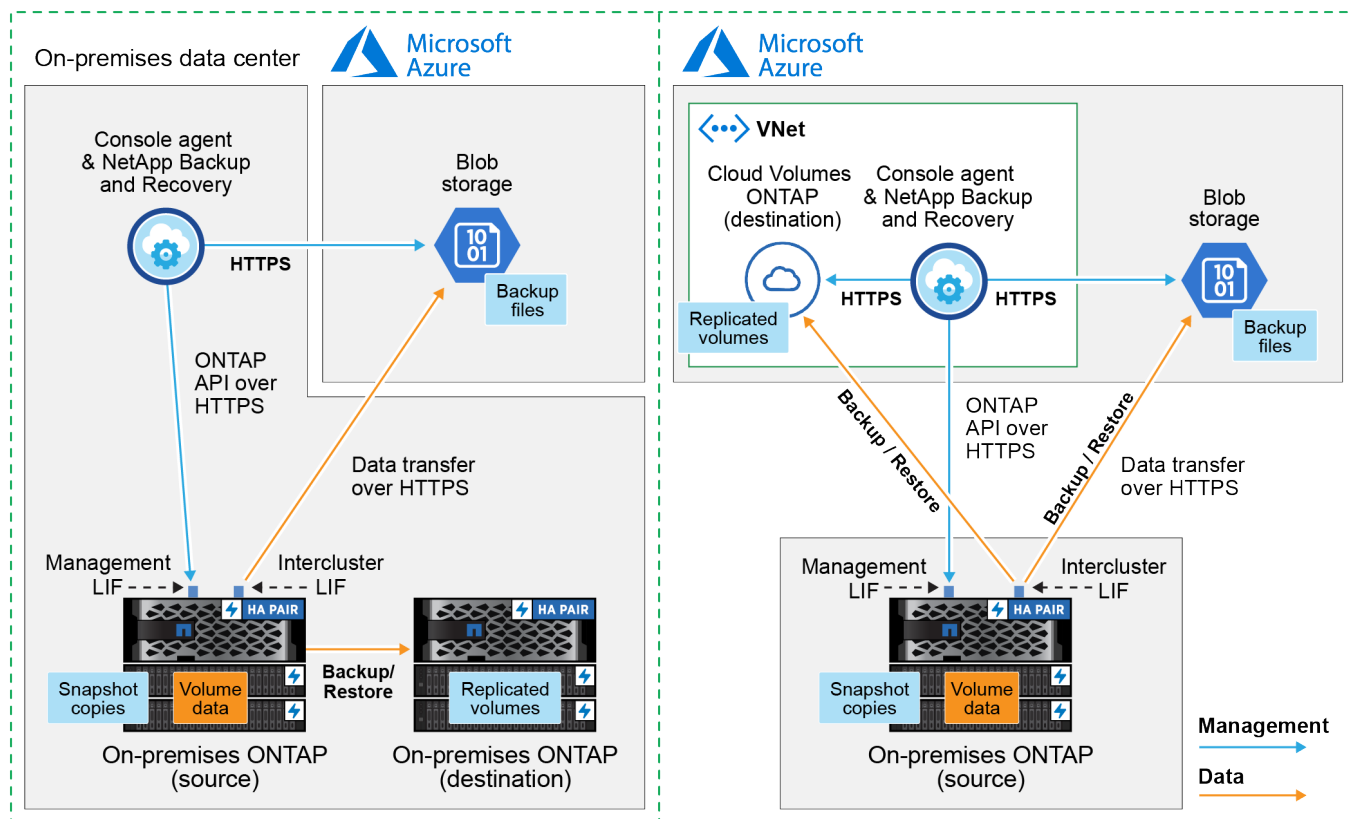 On-premises data center
Microsoft
Azure
Console agent
& NetApp Backup
and Recovery
Blob
storage
10
01
HTTPS
Backup
files
ONTAP
API over
HTTPS
Data transfer
over HTTPS
Management
LIF
Intercluster
LIF
HA PAIR
HA PAIR
Backup/
Restore
Snapshot
copies
Volume
data
Replicated
volumes
On-premises ONTAP
(source)
On-premises ONTAP
(destination)
Microsoft
Azure
VNet
Cloud Volumes
ONTAP
(destination)
Console agent
& NetApp Backup
and Recovery
Blob
storage
10
01
HTTPS
HTTPS
Replicated
volumes
Backup
files
Backup / Restore
ONTAP
API over
HTTPS
Backup / Restore
Data transfer
over HTTPS
Management
LIF
Intercluster
LIF
HA PAIR
Snapshot
copies
Volume
data
On-premises ONTAP
(source)
Management
Data